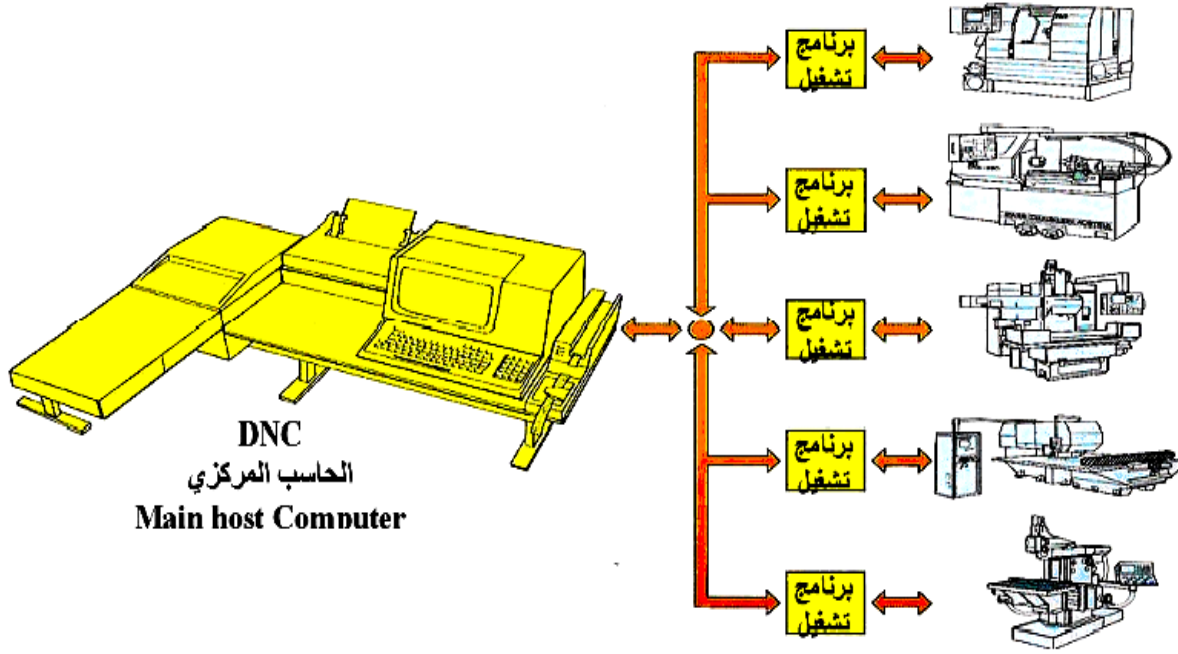 برنامج
تشغيل
برنامج
تشغيل
برنامج
تشغيل
برنامج
تشغيل
برنامج
تشغيل
DNC
الحاسب المركزي
Main host Computer